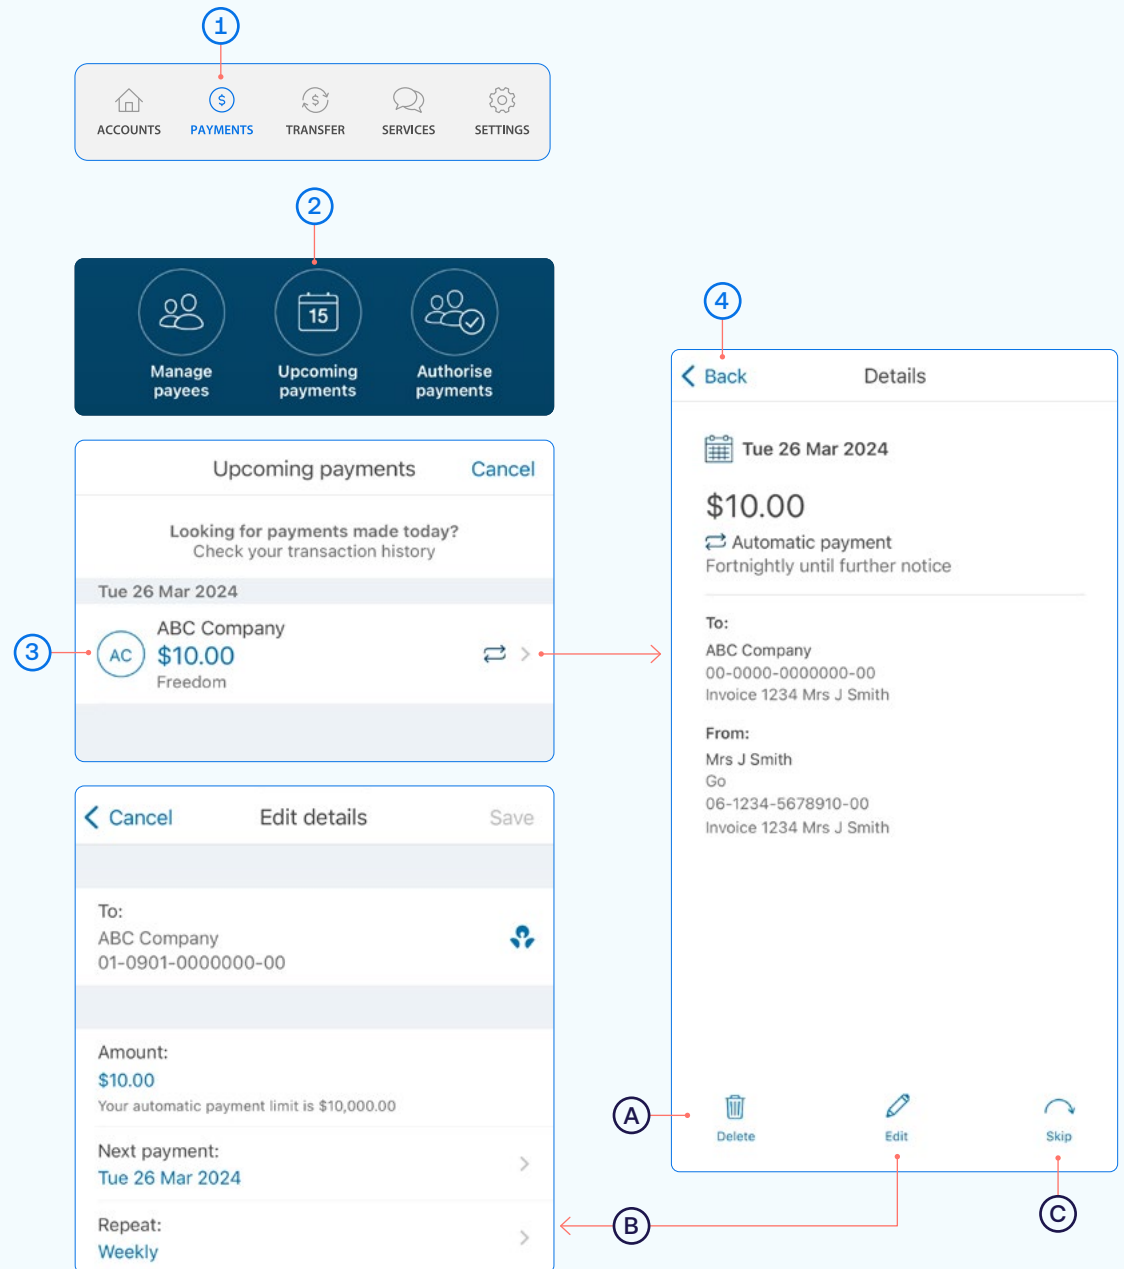 1
ACCOUNTS PAYMENTS TRANSFER SERVICES SETTINGS
2
15
Manage payees
Upcoming payments
Authorise payments
Upcoming payments Cancel
Looking for payments made today?
Check your transaction history
Tue 26 Mar 2024
3
AC
ABC Company
$10.00
Freedom
Cancel Edit details Save
To:
ABC Company
01-0901-0000000-00
Amount:
$10.00
Your automatic payment limit is $10,000.00
Next payment:
Tue 26 Mar 2024
Repeat:
Weekly
4
Back Details
Tue 26 Mar 2024
$10.00
Automatic payment
Fortnightly until further notice
To:
ABC Company
00-0000-0000000-00
Invoice 1234 Mrs J Smith
From:
Mrs J Smith
Go
06-1234-5678910-00
Invoice 1234 Mrs J Smith
A
Delete Edit Skip
B
C